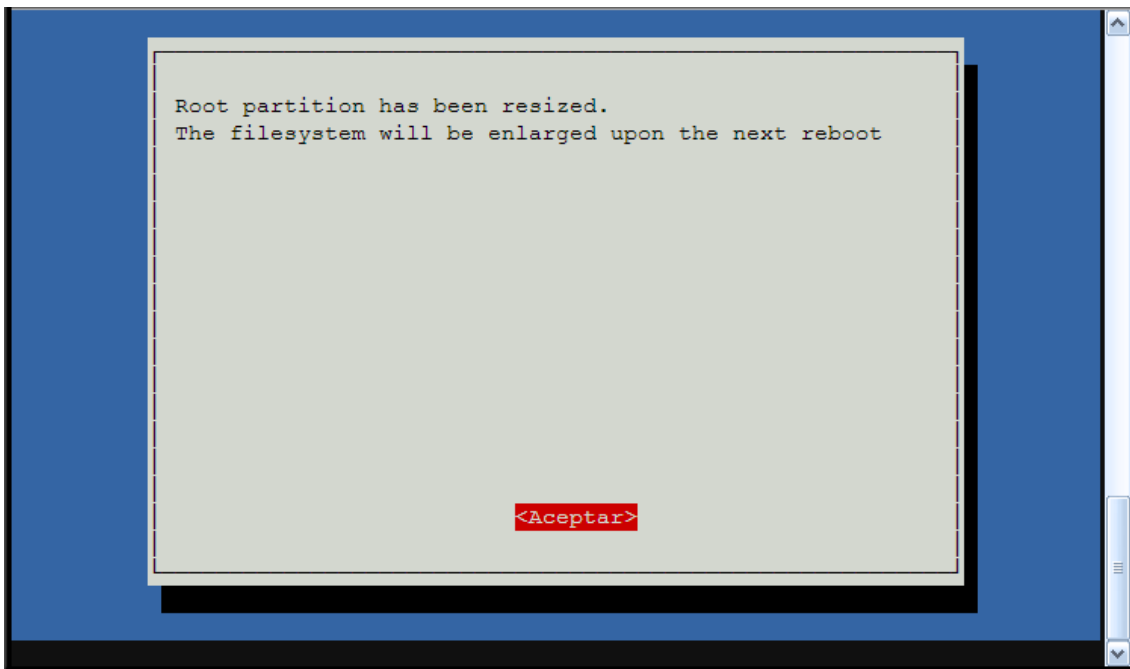 Root partition has been resized.
The filesystem will be enlarged upon the next reboot
<Aceptar>